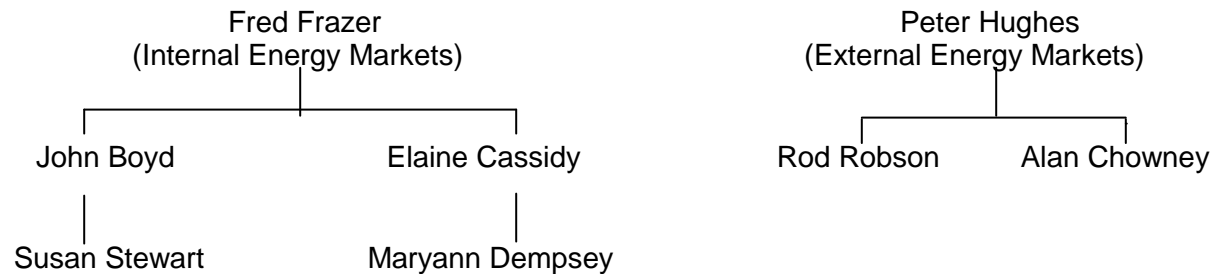 Fred Frazer
(Internal Energy Markets)
Peter Hughes
(External Energy Markets)
John Boyd
Elaine Cassidy
Rod Robson
Alan Chowney
Susan Stewart
Maryann Dempsey